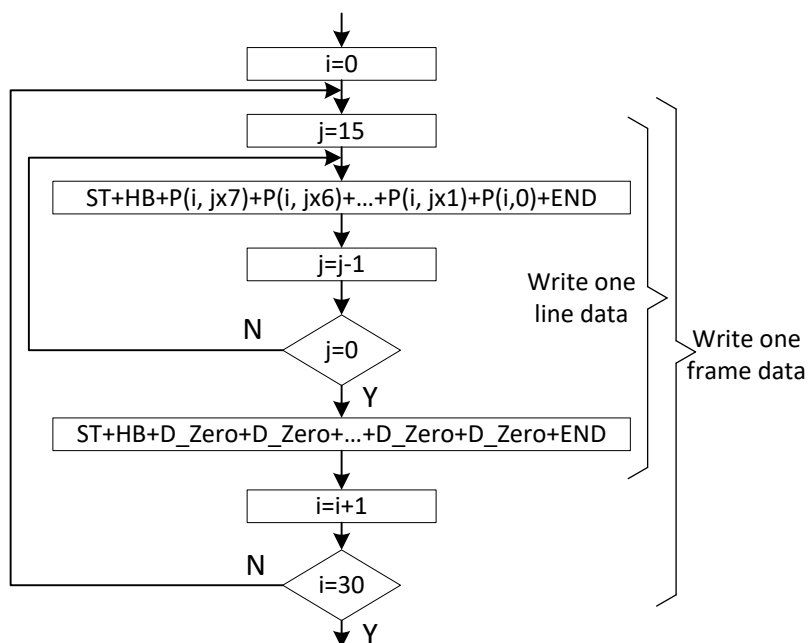 i=0
j=15
ST+HB+P(i, jx7)+P(i, jx6)+...+P(i, jx1)+P(i,0)+END
j=j-1
Write one
line data
N
j=0
Write one
frame data
Y
ST+HB+D_Zero+D_Zero+...+D_Zero+D_Zero+END
i=i+1
N
i=30
Y